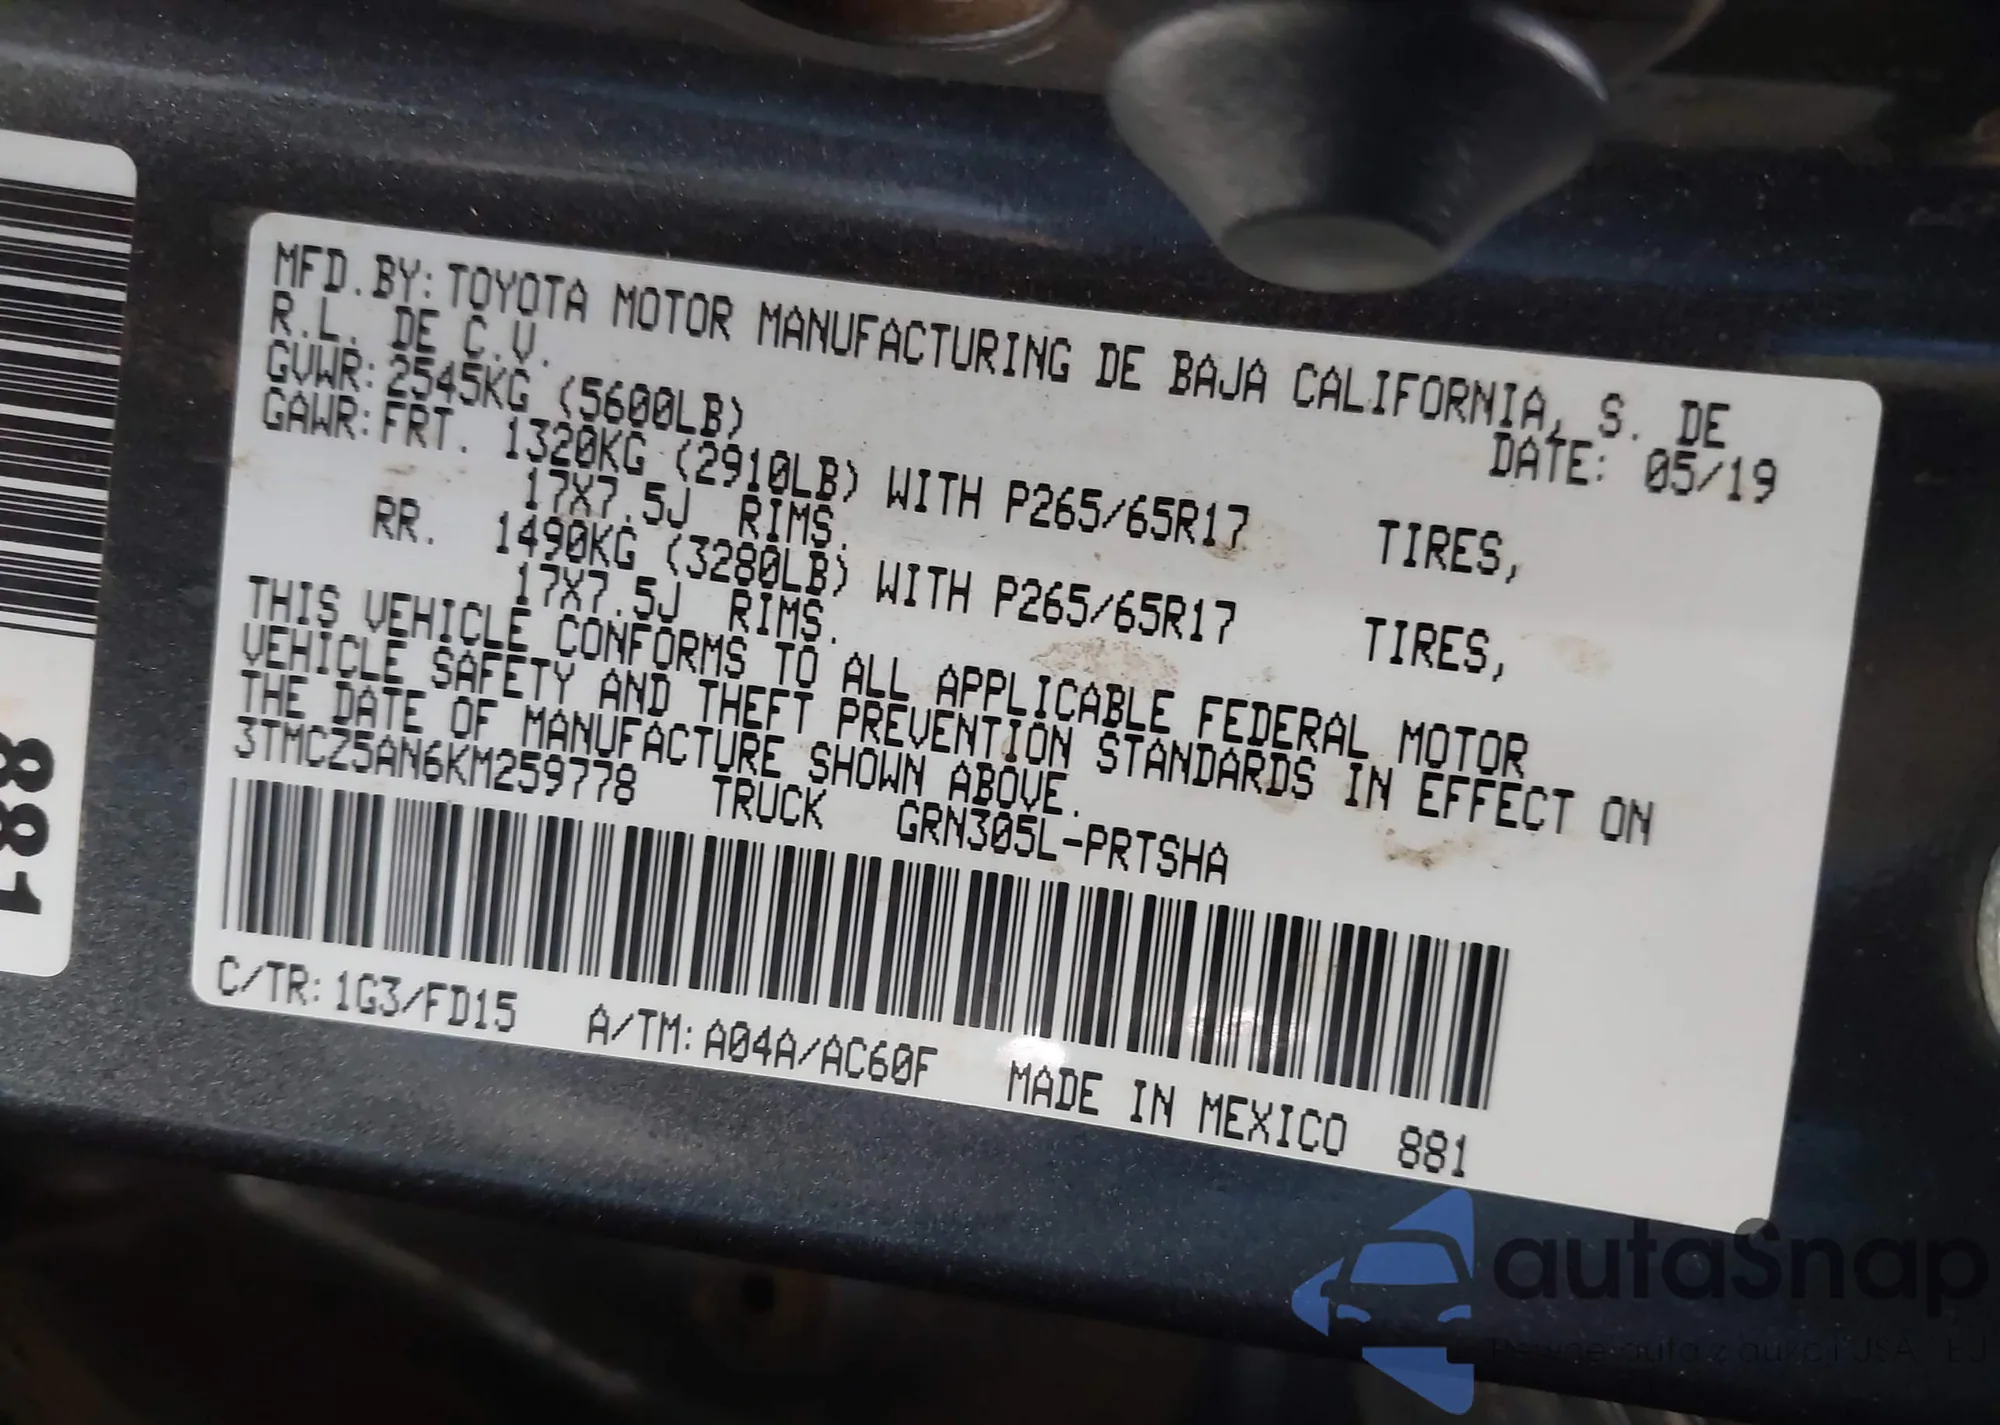 MFD.BY:TOYOTA MOTOR MANUFACTURING DE BAJA CALIFORNIA, S. DE
R.L. DE C.V. DATE: 05/19
GVWR:2545KG (5600LB)
GAWR:FRT. 1320KG (2910LB) WITH P265/65R17 TIRES,
17X7.5J RIMS.
RR. 1490KG (3280LB) WITH P265/65R17 TIRES,
17X7.5J RIMS.
THIS VEHICLE CONFORMS TO ALL APPLICABLE FEDERAL MOTOR
VEHICLE SAFETY AND THEFT PREVENTION STANDARDS IN EFFECT ON
THE DATE OF MANUFACTURE SHOWN ABOVE.
3TMCZ5AN6KM259778 TRUCK GRN305L-PRTSHA
C/TR:1G3/FD15 A/TM:A04A/AC60F MADE IN MEXICO 881
881
autaSnap
Pewne auta z aukcji USA